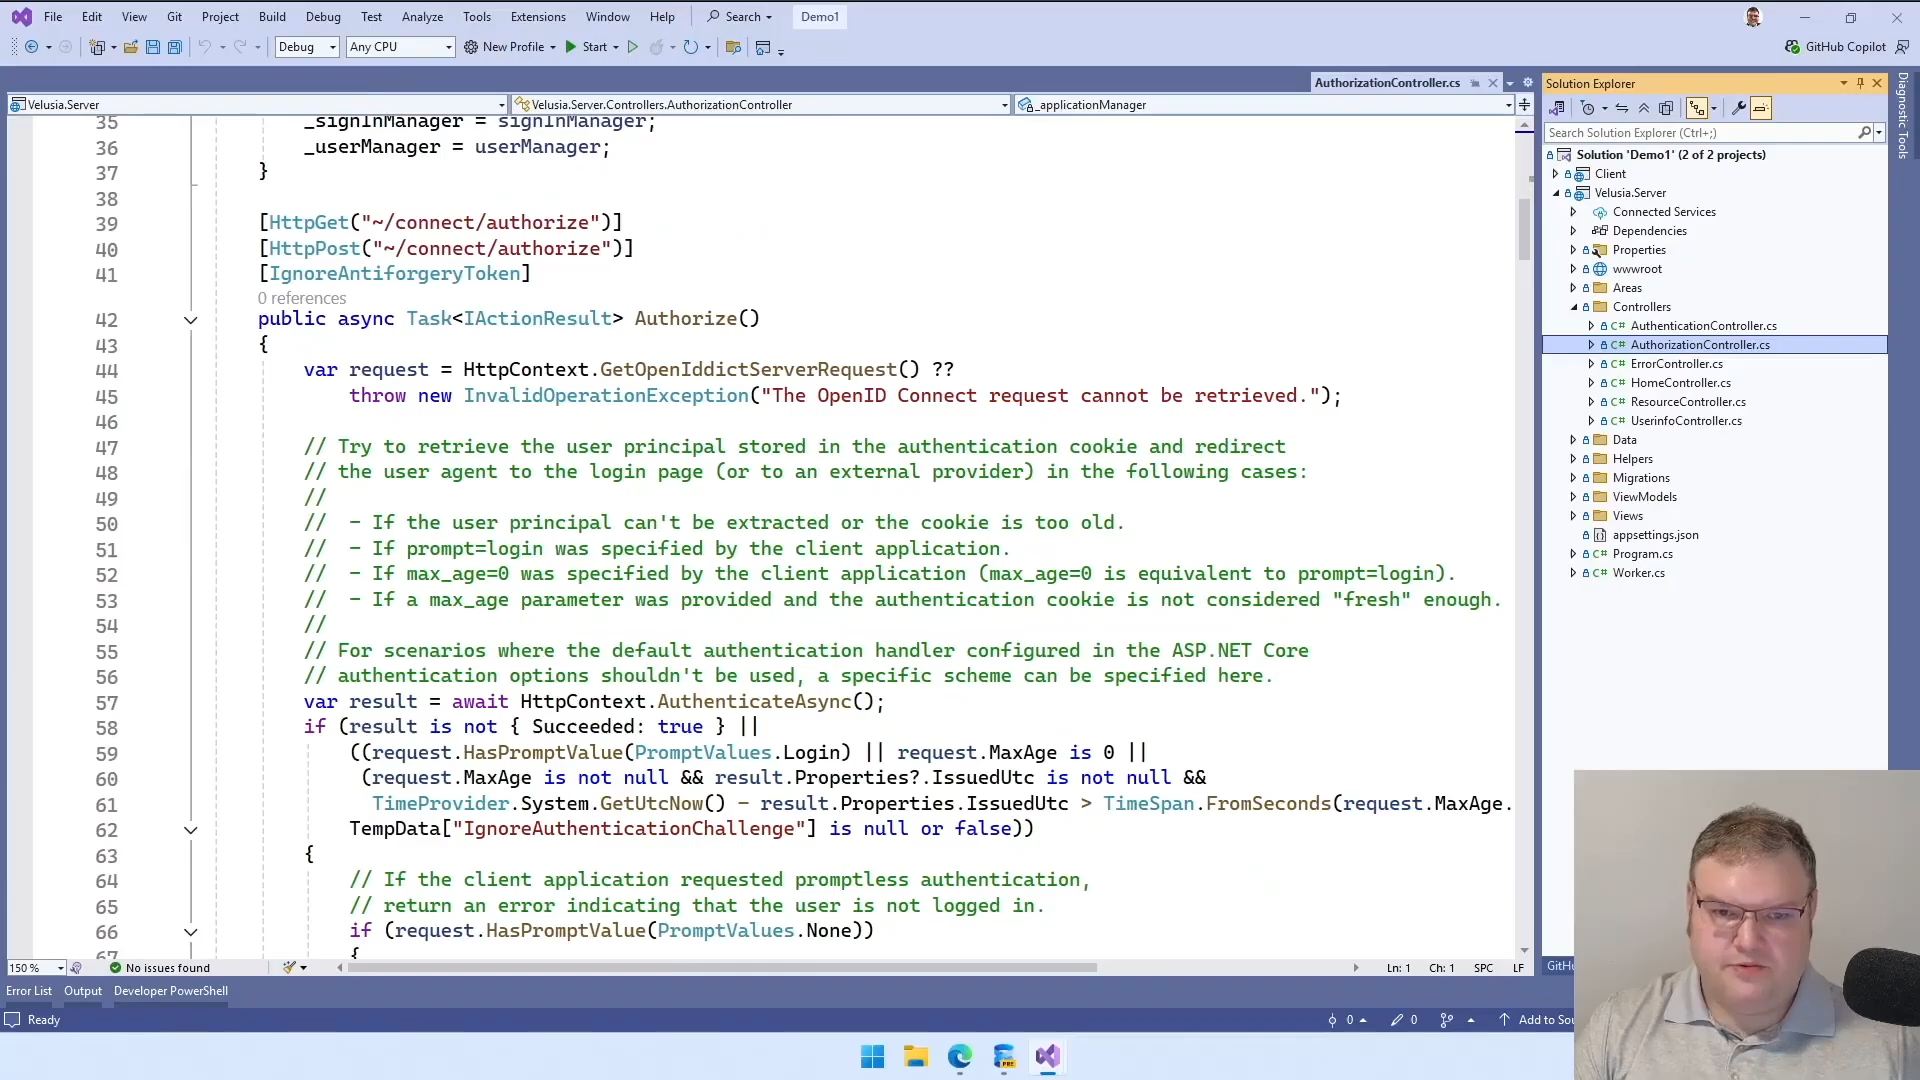 File Edit View Git Project Build Debug Test Analyze Tools Extensions Window Help Search Demo1
Debug Any CPU New Profile Start GitHub Copilot
AuthorizationController.cs
Velusia.Server Velusia.Server.Controllers.AuthorizationController _applicationManager
35 _signInManager = signInManager;
36 _userManager = userManager;
37 }
38
39 [HttpGet("~/connect/authorize")]
40 [HttpPost("~/connect/authorize")]
41 [IgnoreAntiforgeryToken]
0 references
42 public async Task<IActionResult> Authorize()
43 {
44 var request = HttpContext.GetOpenIddictServerRequest() ??
45 throw new InvalidOperationException("The OpenID Connect request cannot be retrieved.");
46
47 // Try to retrieve the user principal stored in the authentication cookie and redirect
48 // the user agent to the login page (or to an external provider) in the following cases:
49 //
50 // - If the user principal can't be extracted or the cookie is too old.
51 // - If prompt=login was specified by the client application.
52 // - If max_age=0 was specified by the client application (max_age=0 is equivalent to prompt=login).
53 // - If a max_age parameter was provided and the authentication cookie is not considered "fresh" enough.
54 //
55 // For scenarios where the default authentication handler configured in the ASP.NET Core
56 // authentication options shouldn't be used, a specific scheme can be specified here.
57 var result = await HttpContext.AuthenticateAsync();
58 if (result is not { Succeeded: true } ||
59 ((request.HasPromptValue(PromptValues.Login) || request.MaxAge is 0 ||
60 (request.MaxAge is not null && result.Properties?.IssuedUtc is not null &&
61 TimeProvider.System.GetUtcNow() - result.Properties.IssuedUtc > TimeSpan.FromSeconds(request.MaxAge.
62 TempData["IgnoreAuthenticationChallenge"] is null or false))
63 {
64 // If the client application requested promptless authentication,
65 // return an error indicating that the user is not logged in.
66 if (request.HasPromptValue(PromptValues.None))
67 {
150 % No issues found Ln: 1 Ch: 1 SPC LF
Error List Output Developer PowerShell
Ready 0 0 Add to Sou
Solution Explorer
Search Solution Explorer (Ctrl+;)
Solution 'Demo1' (2 of 2 projects)
Client
Velusia.Server
Connected Services
Dependencies
Properties
wwwroot
Areas
Controllers
C# AuthenticationController.cs
C# AuthorizationController.cs
C# ErrorController.cs
C# HomeController.cs
C# ResourceController.cs
C# UserinfoController.cs
Data
Helpers
Migrations
ViewModels
Views
appsettings.json
C# Program.cs
C# Worker.cs
GitHu
Diagnostic Tools
PRE